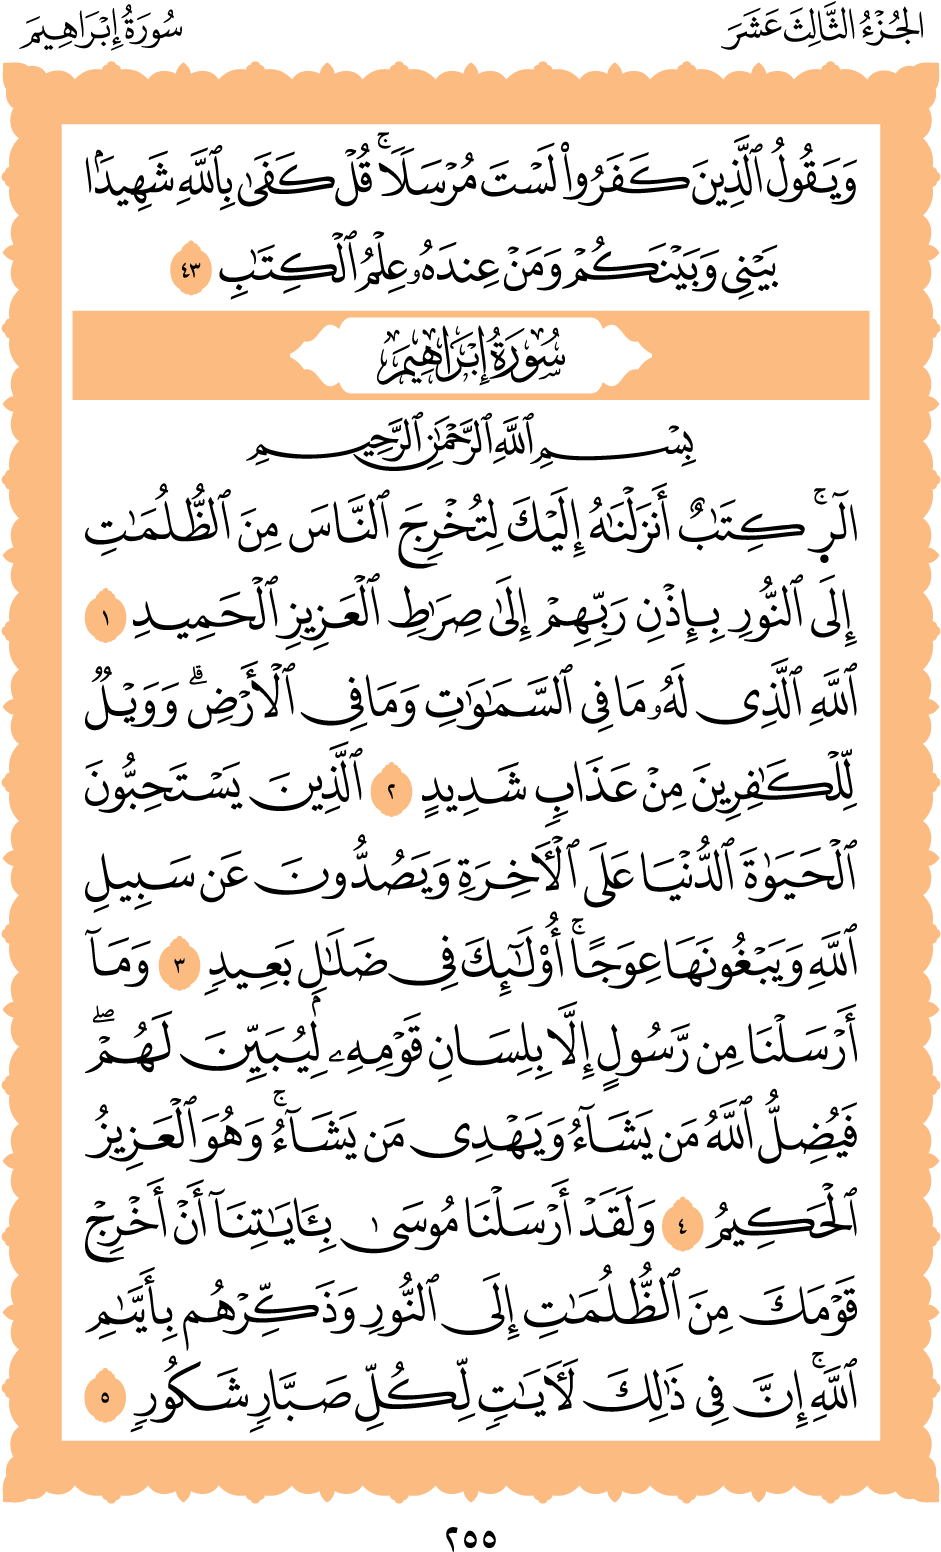 الجُزْءُ الثَّالِثَ عَشَرَ
سُورَةُ إِبْرَاهِيمَ
وَيَقُولُ ٱلَّذِينَ كَفَرُواْ لَسْتَ مُرْسَلًاۚ قُلْ كَفَىٰ بِٱللَّهِ شَهِيدَۢا
بَيْنِي وَبَيْنَكُمْ وَمَنْ عِندَهُۥ عِلْمُ ٱلْكِتَٰبِ ٤٣
سُورَةُ إِبْرَاهِيمَ
بِسْمِ ٱللَّهِ ٱلرَّحْمَٰنِ ٱلرَّحِيمِ
الٓرۚ كِتَٰبٌ أَنزَلْنَٰهُ إِلَيْكَ لِتُخْرِجَ ٱلنَّاسَ مِنَ ٱلظُّلُمَٰتِ
إِلَى ٱلنُّورِ بِإِذْنِ رَبِّهِمْ إِلَىٰ صِرَٰطِ ٱلْعَزِيزِ ٱلْحَمِيدِ ١
ٱللَّهِ ٱلَّذِي لَهُۥ مَا فِي ٱلسَّمَٰوَٰتِ وَمَا فِي ٱلْأَرْضِۗ وَوَيْلٌ
لِّلْكَٰفِرِينَ مِنْ عَذَابٍ شَدِيدٍ ٢ ٱلَّذِينَ يَسْتَحِبُّونَ
ٱلْحَيَوٰةَ ٱلدُّنْيَا عَلَى ٱلْأٓخِرَةِ وَيَصُدُّونَ عَن سَبِيلِ
ٱللَّهِ وَيَبْغُونَهَا عِوَجًاۚ أُوْلَٰٓئِكَ فِي ضَلَٰلِۭ بَعِيدٍ ٣ وَمَآ
أَرْسَلْنَا مِن رَّسُولٍ إِلَّا بِلِسَانِ قَوْمِهِۦ لِيُبَيِّنَ لَهُمْۖ
فَيُضِلُّ ٱللَّهُ مَن يَشَآءُ وَيَهْدِي مَن يَشَآءُۚ وَهُوَ ٱلْعَزِيزُ
ٱلْحَكِيمُ ٤ وَلَقَدْ أَرْسَلْنَا مُوسَىٰ بِـَٔايَٰتِنَآ أَنْ أَخْرِجْ
قَوْمَكَ مِنَ ٱلظُّلُمَٰتِ إِلَى ٱلنُّورِ وَذَكِّرْهُم بِأَيَّىٰمِ
ٱللَّهِۚ إِنَّ فِي ذَٰلِكَ لَأٓيَٰتٍ لِّكُلِّ صَبَّارٍ شَكُورٍ ٥
٢٥٥